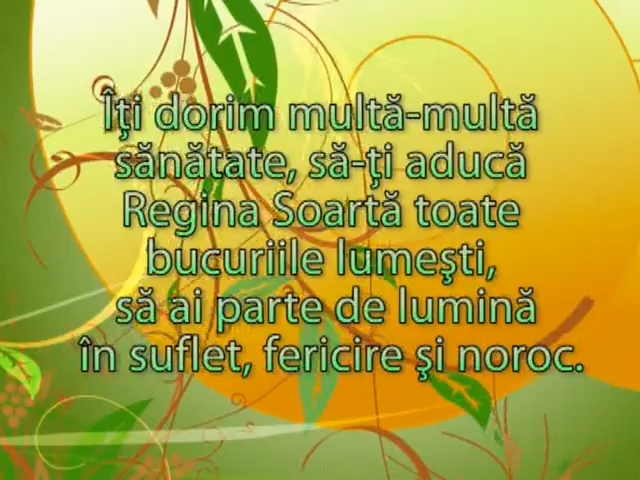 Îţi dorim multă-multă
sănătate, să-ţi aducă
Regina Soartă toate
bucuriile lumeşti,
să ai parte de lumină
în suflet, fericire şi noroc.